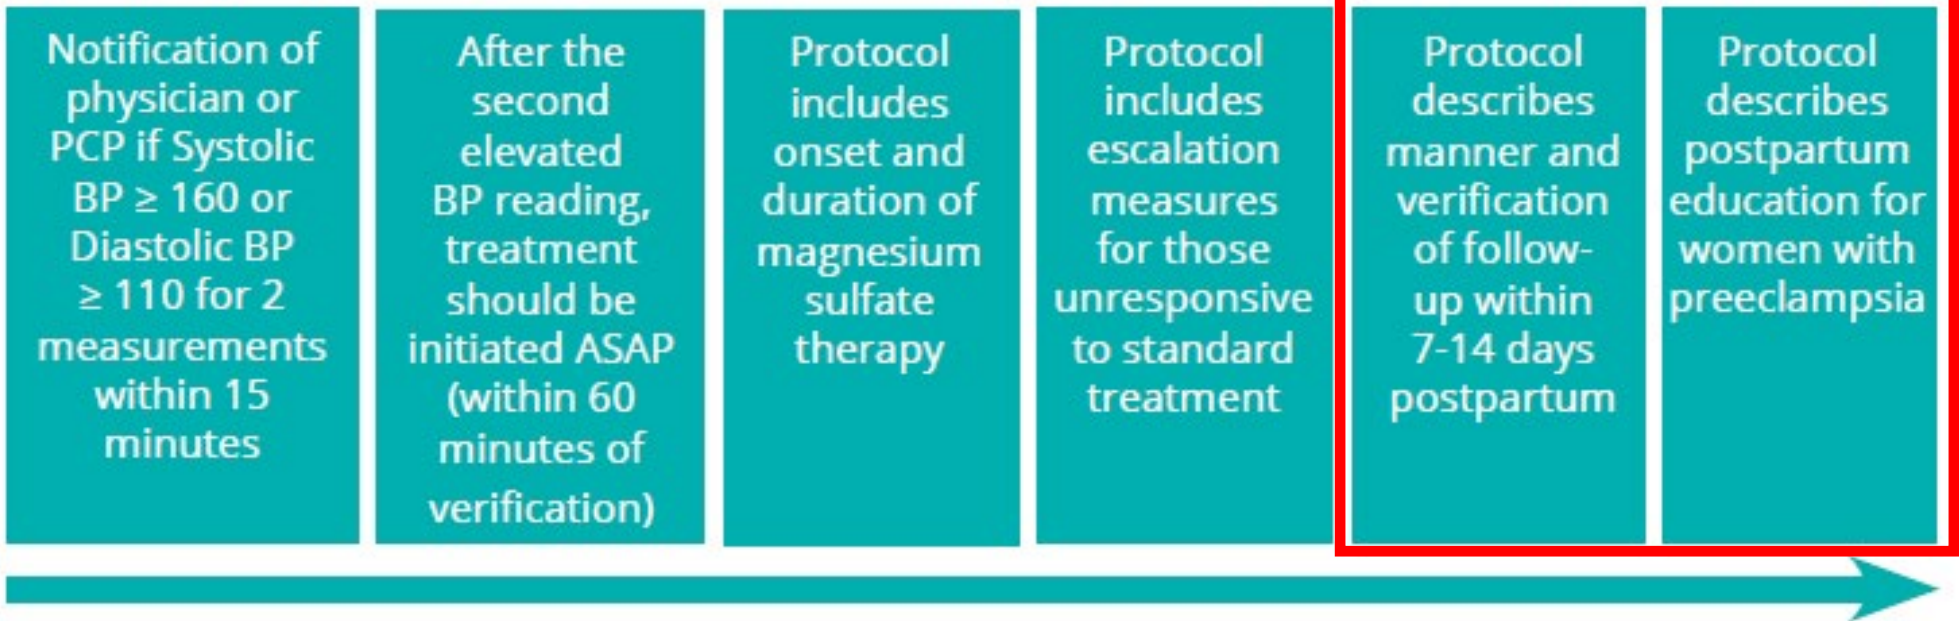 Notification of
physician or
PCP if Systolic
BP ≥ 160 or
Diastolic BP
≥ 110 for 2
measurements
within 15
minutes
After the
second
elevated
BP reading,
treatment
should be
initiated ASAP
(within 60
minutes of
verification)
Protocol
includes
onset and
duration of
magnesium
sulfate
therapy
Protocol
includes
escalation
measures
for those
unresponsive
to standard
treatment
Protocol
describes
manner and
verification
of follow-
up within
7-14 days
postpartum
Protocol
describes
postpartum
education for
women with
preeclampsia